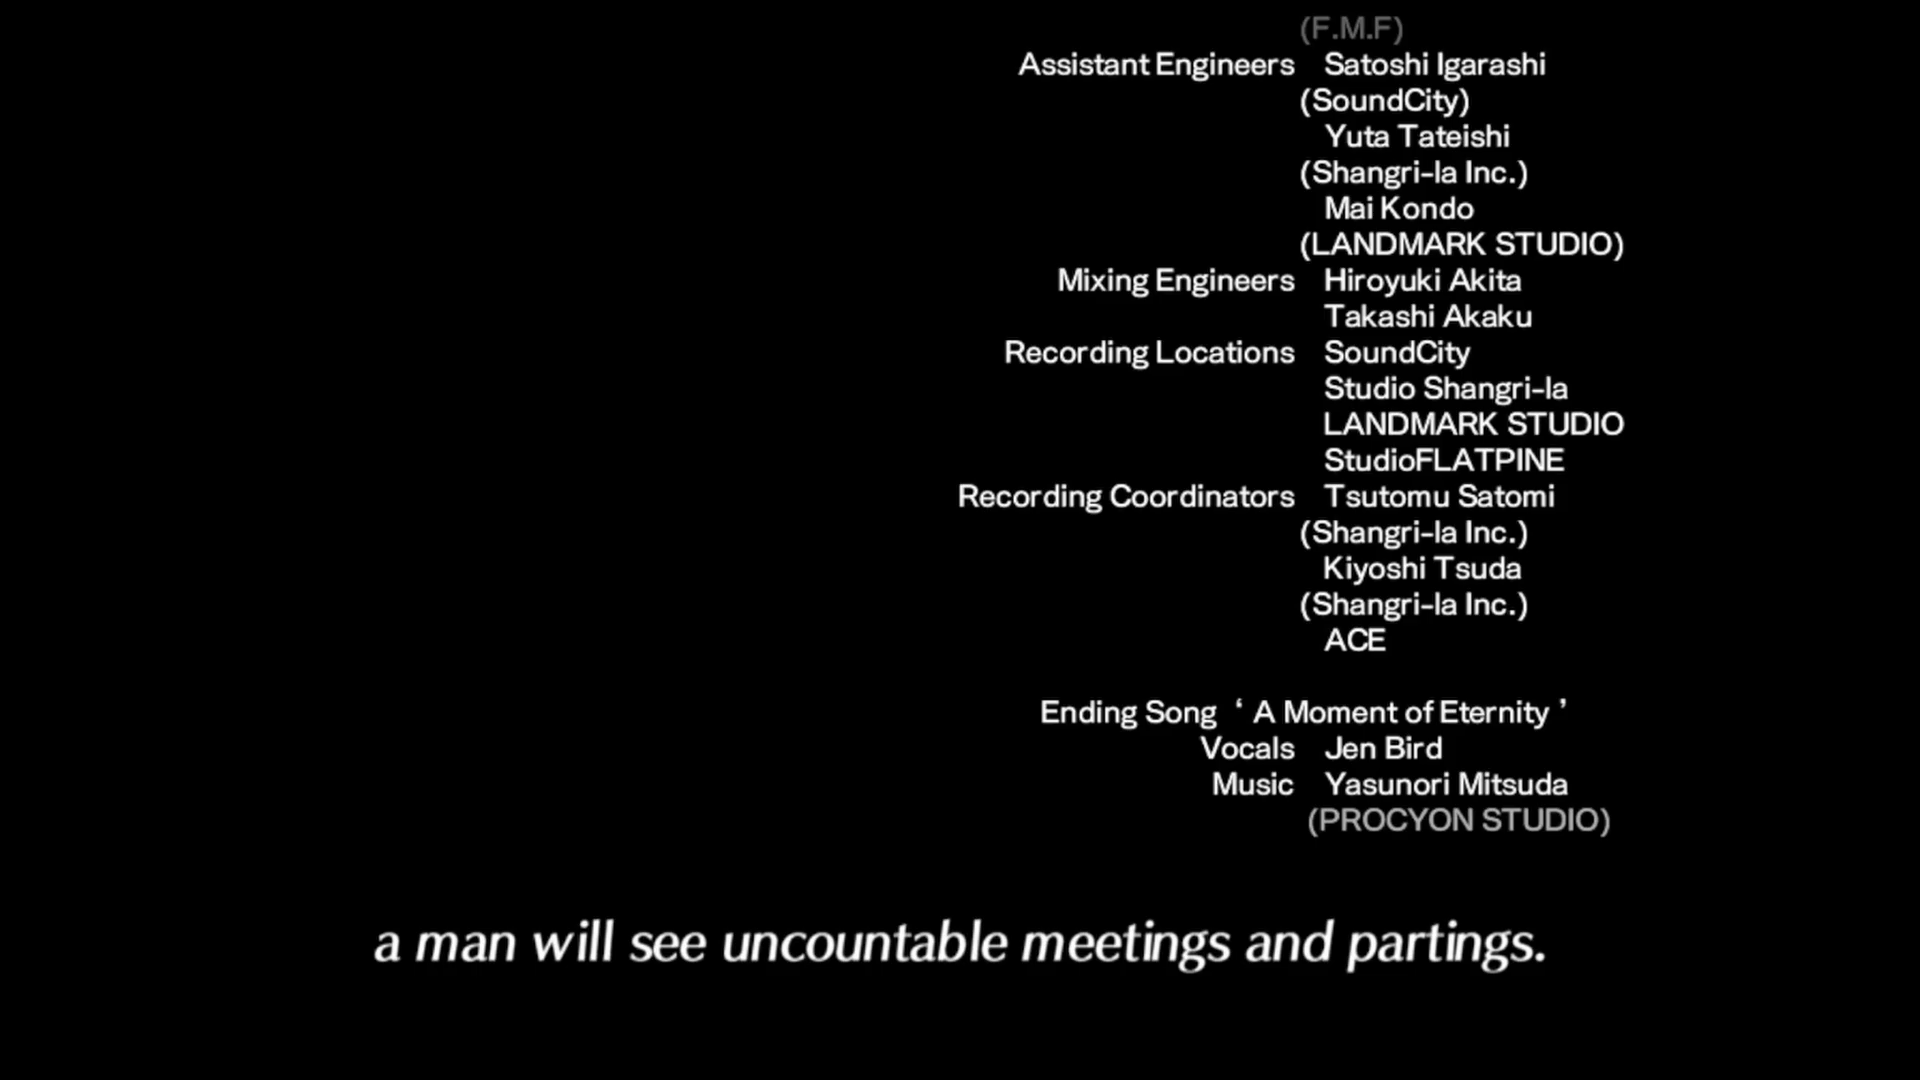 (F.M.F)
Assistant Engineers Satoshi Igarashi
(SoundCity)
Yuta Tateishi
(Shangri-la Inc.)
Mai Kondo
(LANDMARK STUDIO)
Mixing Engineers Hiroyuki Akita
Takashi Akaku
Recording Locations SoundCity
Studio Shangri-la
LANDMARK STUDIO
StudioFLATPINE
Recording Coordinators Tsutomu Satomi
(Shangri-la Inc.)
Kiyoshi Tsuda
(Shangri-la Inc.)
ACE
Ending Song ‘ A Moment of Eternity ’
Vocals Jen Bird
Music Yasunori Mitsuda
(PROCYON STUDIO)
a man will see uncountable meetings and partings.